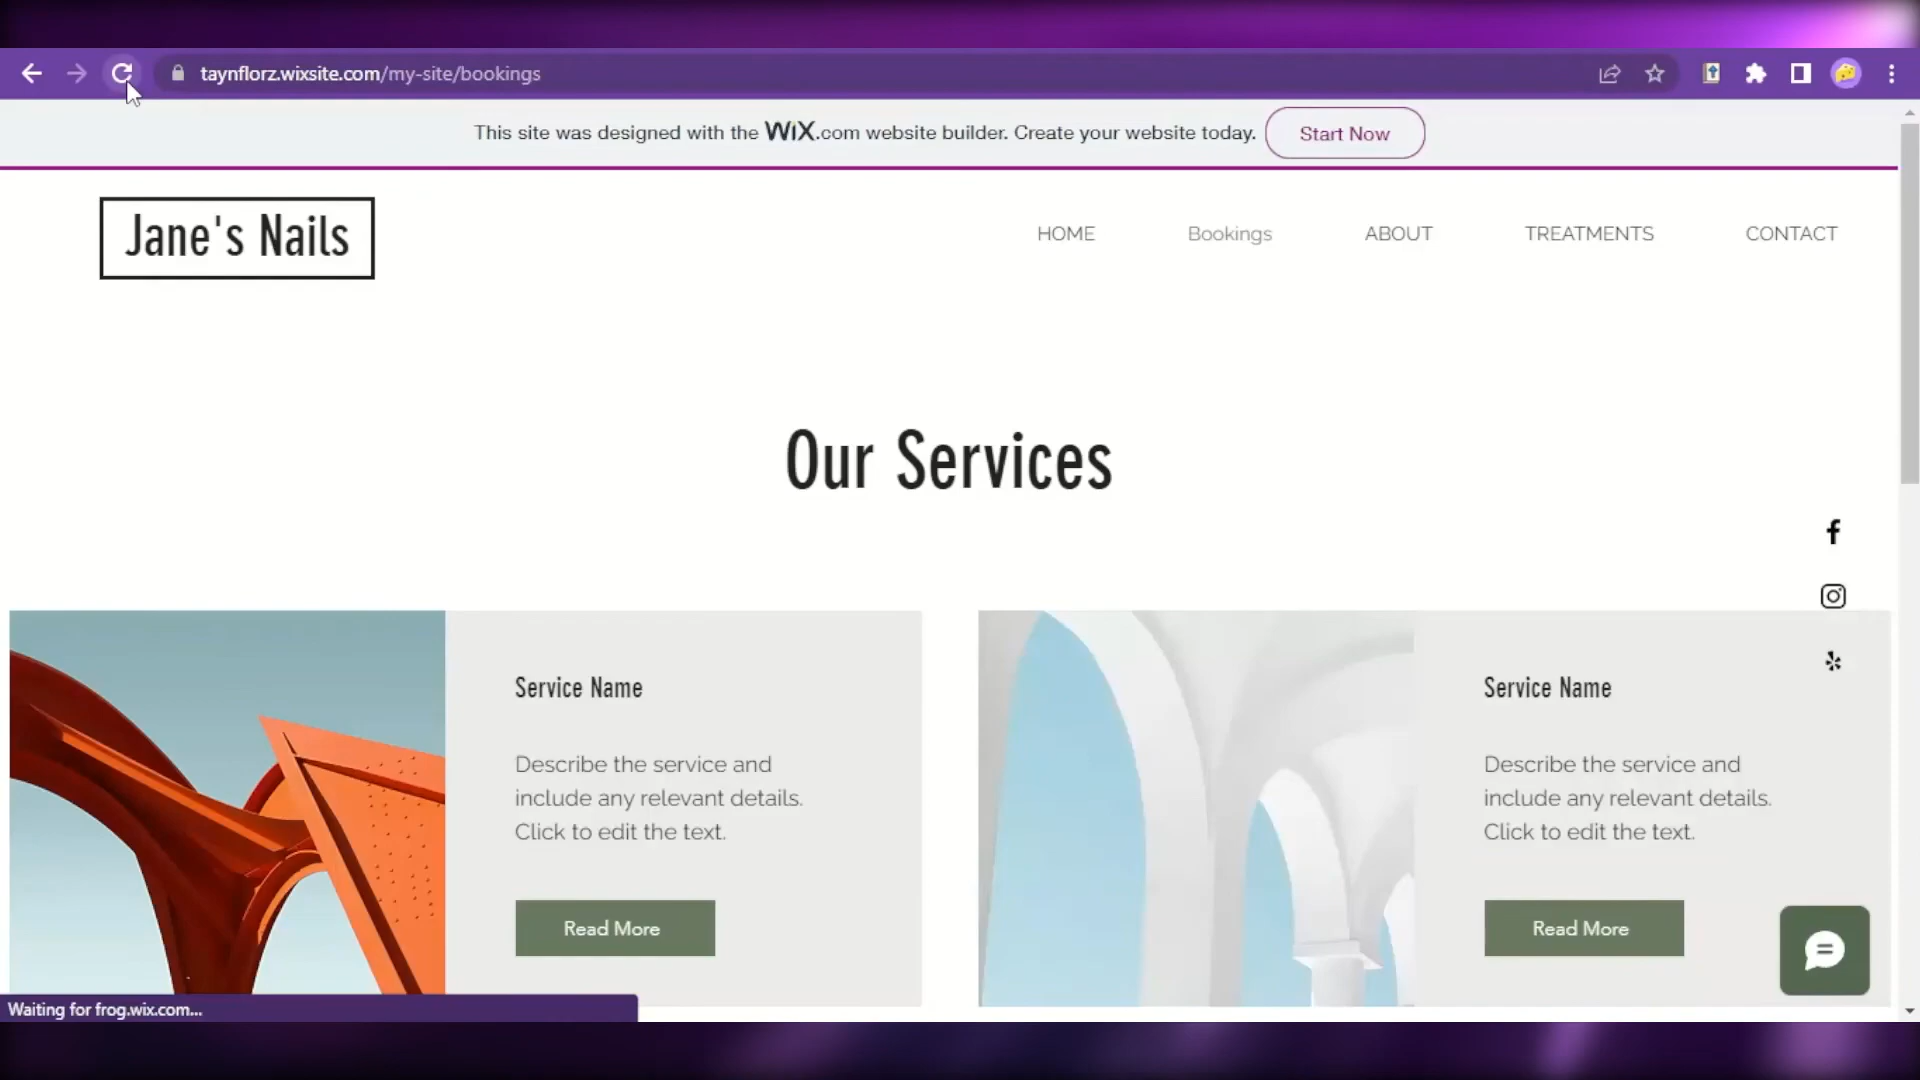 taynflorz.wixsite.com/my-site/bookings
This site was designed with the WiX.com website builder. Create your website today. Start Now
Jane's Nails
HOME Bookings ABOUT TREATMENTS CONTACT
Our Services
Service Name
Describe the service and
include any relevant details.
Click to edit the text.
Read More
Service Name
Describe the service and
include any relevant details.
Click to edit the text.
Read More
Waiting for frog.wix.com...